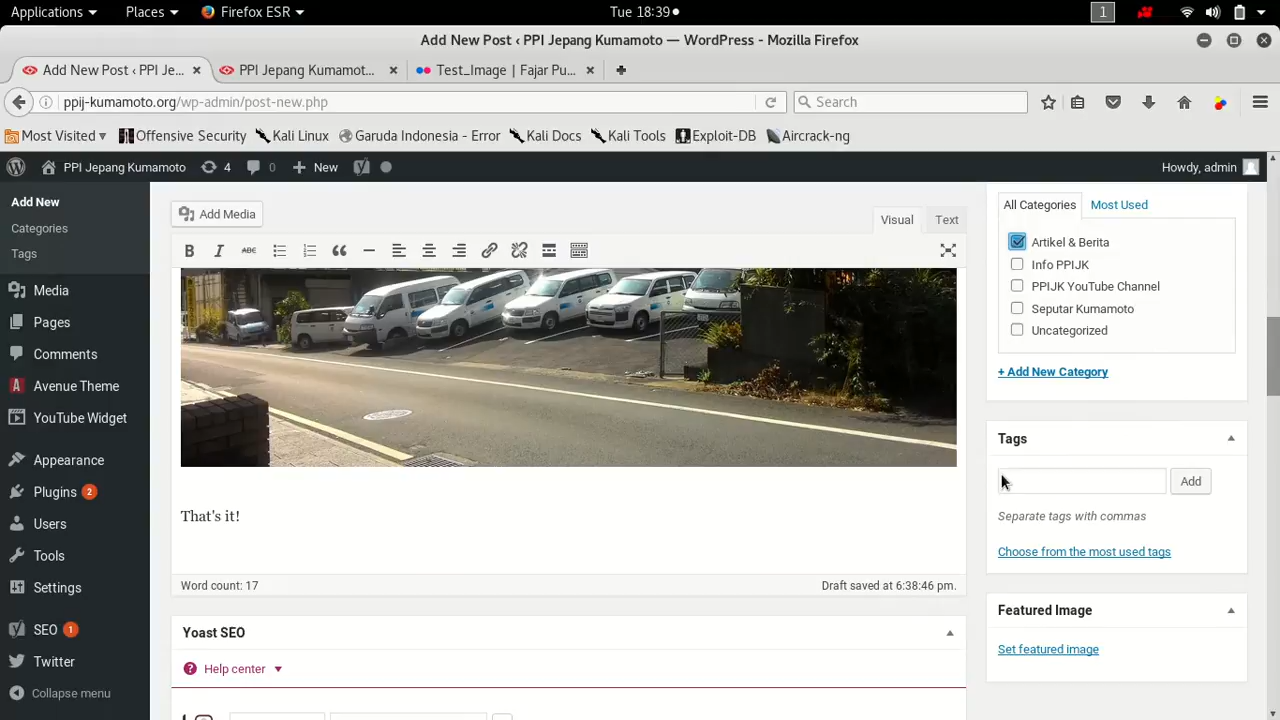 Applications Places Firefox ESR Tue 18:39 1
Add New Post ‹ PPI Jepang Kumamoto — WordPress - Mozilla Firefox
Add New Post ‹ PPI Je... PPI Jepang Kumamot... Test_Image | Fajar Pu...
ppij-kumamoto.org/wp-admin/post-new.php Search
Most Visited Offensive Security Kali Linux Garuda Indonesia - Error Kali Docs Kali Tools Exploit-DB Aircrack-ng
PPI Jepang Kumamoto 4 0 New Howdy, admin
Add New
Categories
Tags
Media
Pages
Comments
Avenue Theme
YouTube Widget
Appearance
Plugins 2
Users
Tools
Settings
SEO 1
Twitter
Collapse menu
Add Media
Visual Text
B I ABC
That's it!
Word count: 17 Draft saved at 6:38:46 pm.
Yoast SEO
Help center
All Categories Most Used
Artikel & Berita
Info PPIJK
PPIJK YouTube Channel
Seputar Kumamoto
Uncategorized
+ Add New Category
Tags
Add
Separate tags with commas
Choose from the most used tags
Featured Image
Set featured image